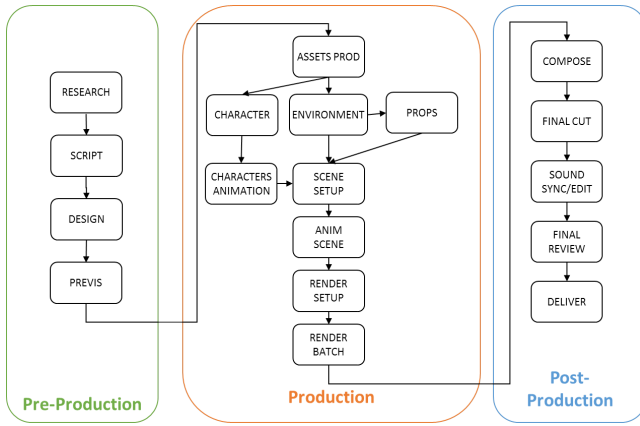 RESEARCH
SCRIPT
DESIGN
PREVIS
Pre-Production
ASSETS PROD
CHARACTER
ENVIRONMENT
PROPS
CHARACTERS
ANIMATION
SCENE
SETUP
ANIM
SCENE
RENDER
SETUP
RENDER
BATCH
Production
COMPOSE
FINAL CUT
SOUND
SYNC/EDIT
FINAL
REVIEW
DELIVER
Post-
Production